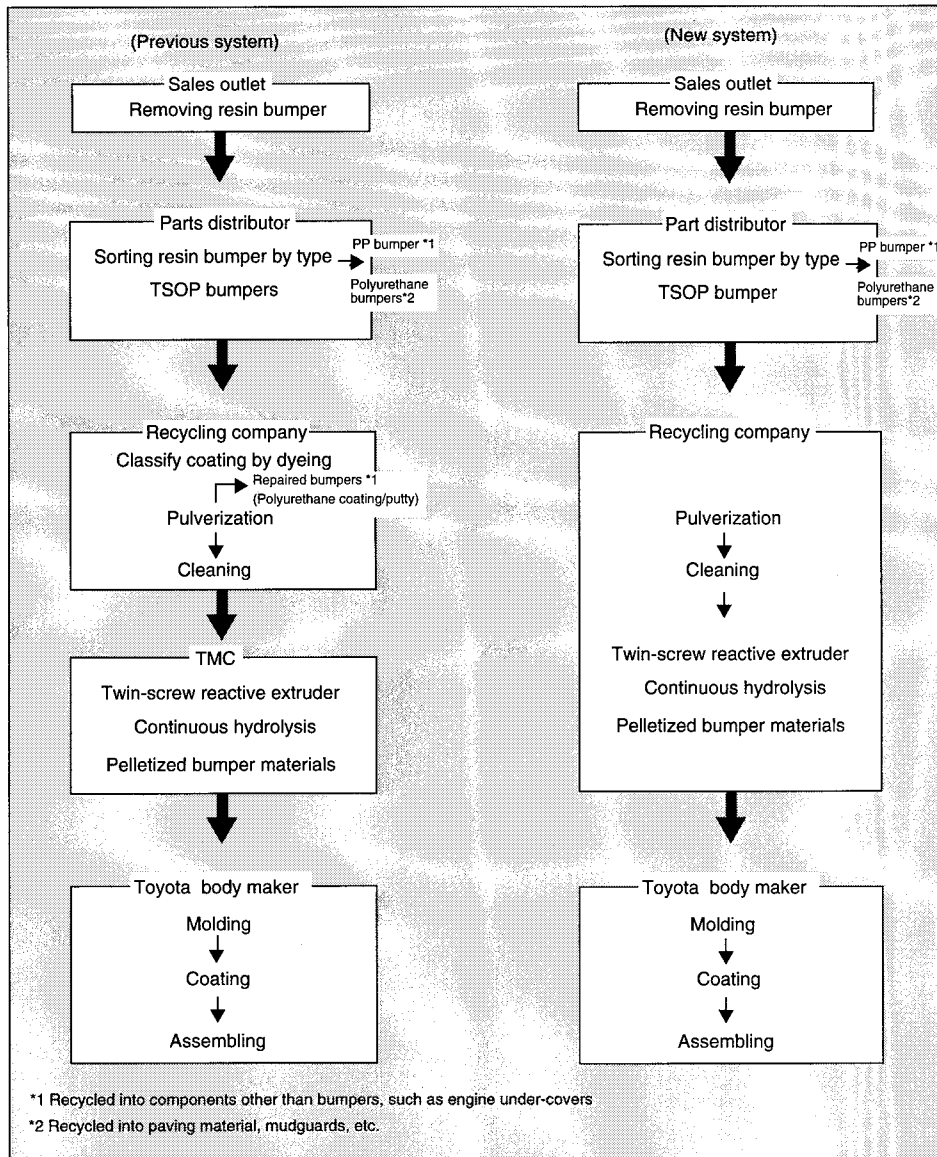 (Previous system)
Sales outlet
Removing resin bumper
Parts distributor
Sorting resin bumper by type
PP bumper *1
TSOP bumpers
Polyurethane
bumpers*2
Recycling company
Classify coating by dyeing
Repaired bumpers *1
(Polyurethane coating/putty)
Pulverization
Cleaning
TMC
Twin-screw reactive extruder
Continuous hydrolysis
Pelletized bumper materials
Toyota body maker
Molding
Coating
Assembling
(New system)
Sales outlet
Removing resin bumper
Part distributor
Sorting resin bumper by type
PP bumper *1
TSOP bumper
Polyurethane
bumpers*2
Recycling company
Pulverization
Cleaning
Twin-screw reactive extruder
Continuous hydrolysis
Pelletized bumper materials
Toyota body maker
Molding
Coating
Assembling
*1 Recycled into components other than bumpers, such as engine under-covers
*2 Recycled into paving material, mudguards, etc.